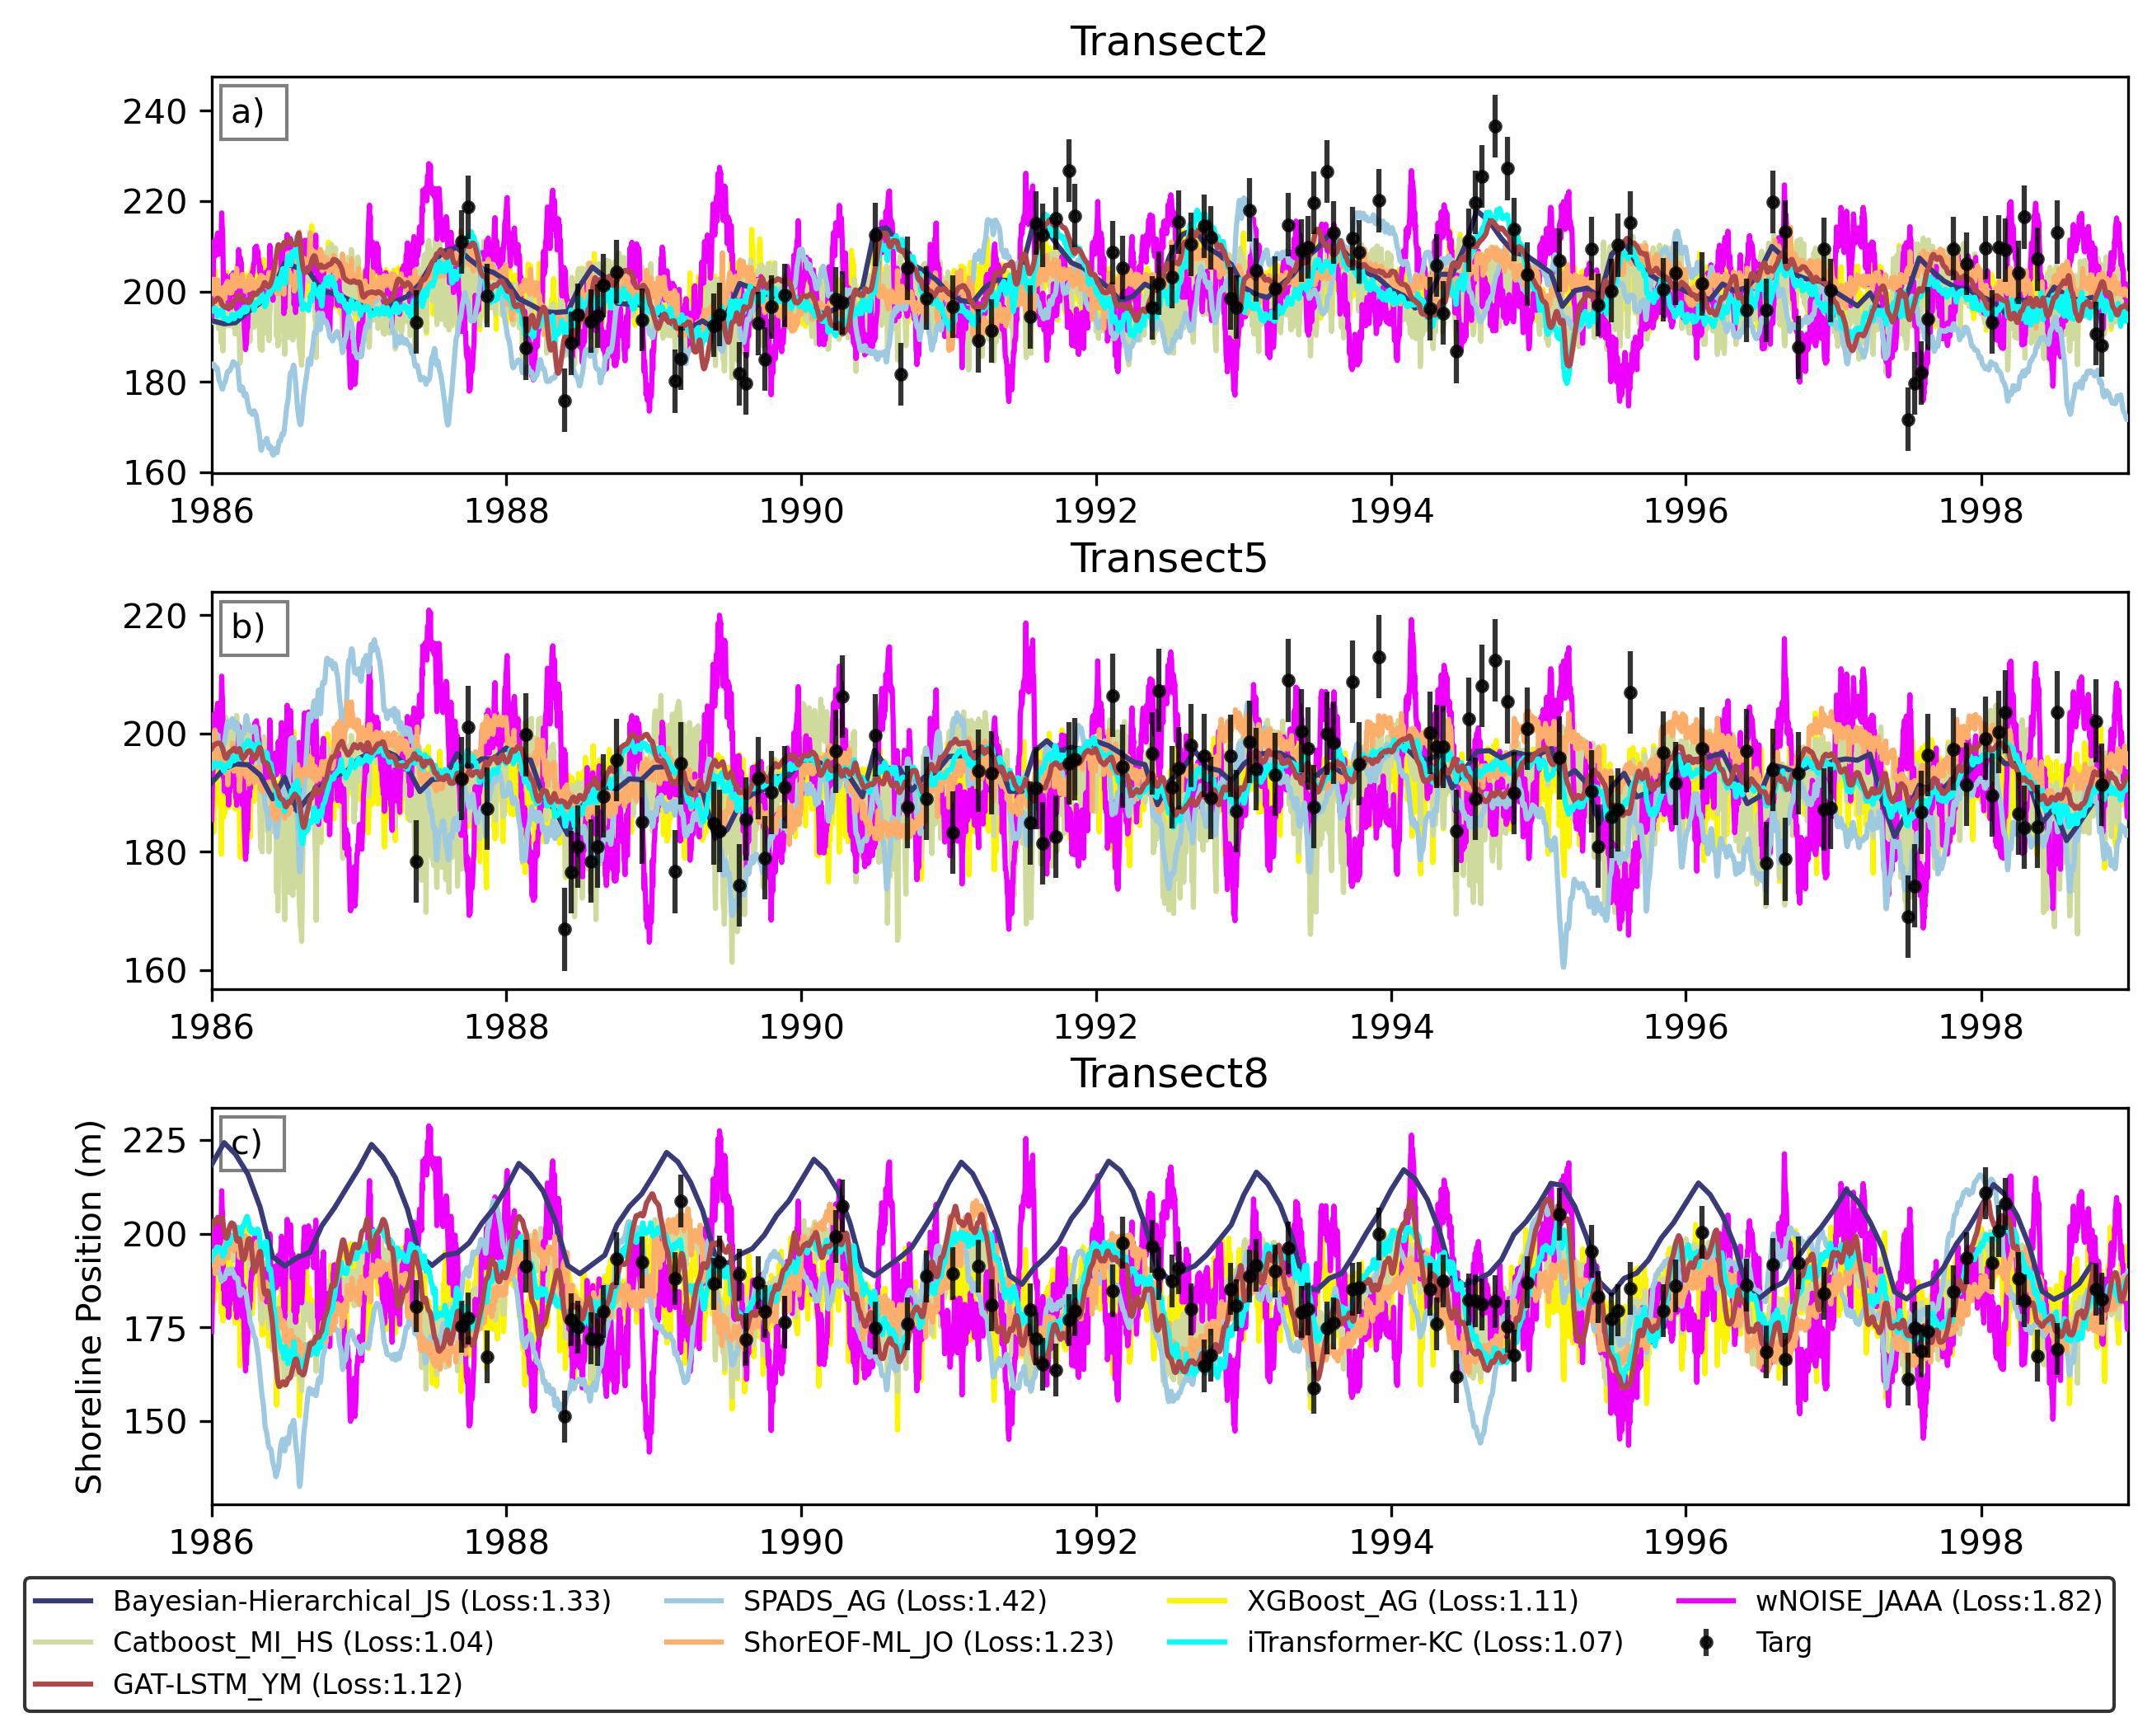 Transect2
a)
240
220
200
180
160
1986 1988 1990 1992 1994 1996 1998
Transect5
b)
220
200
180
160
1986 1988 1990 1992 1994 1996 1998
Transect8
c)
Shoreline Position (m)
225
200
175
150
1986 1988 1990 1992 1994 1996 1998
Bayesian-Hierarchical_JS (Loss:1.33) SPADS_AG (Loss:1.42) XGBoost_AG (Loss:1.11) wNOISE_JAAA (Loss:1.82)
Catboost_MI_HS (Loss:1.04) ShorEOF-ML_JO (Loss:1.23) iTransformer-KC (Loss:1.07) Targ
GAT-LSTM_YM (Loss:1.12)